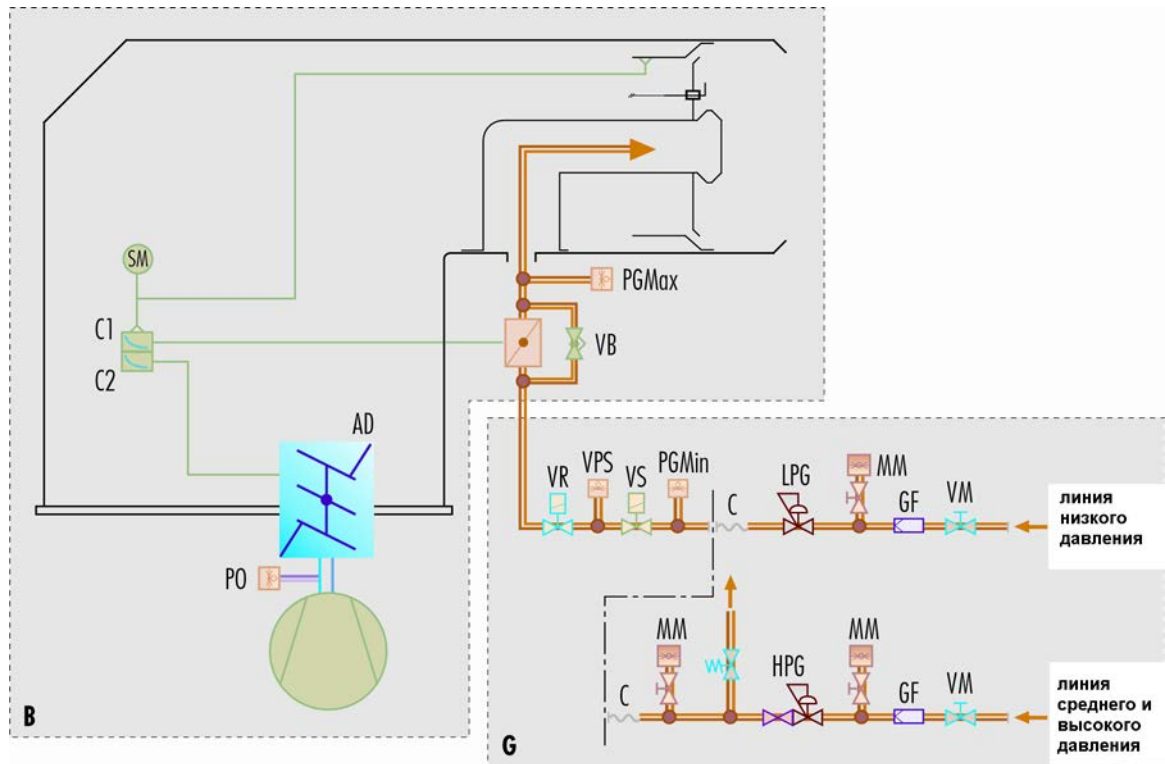 SM
PGMax
C1
VB
C2
AD
VR
VPS
VS
PGMin
C
LPG
MM
GF
VM
линия
низкого
давления
PO
MM
HPG
MM
GF
VM
C
линия
среднего и
высокого
давления
B
G